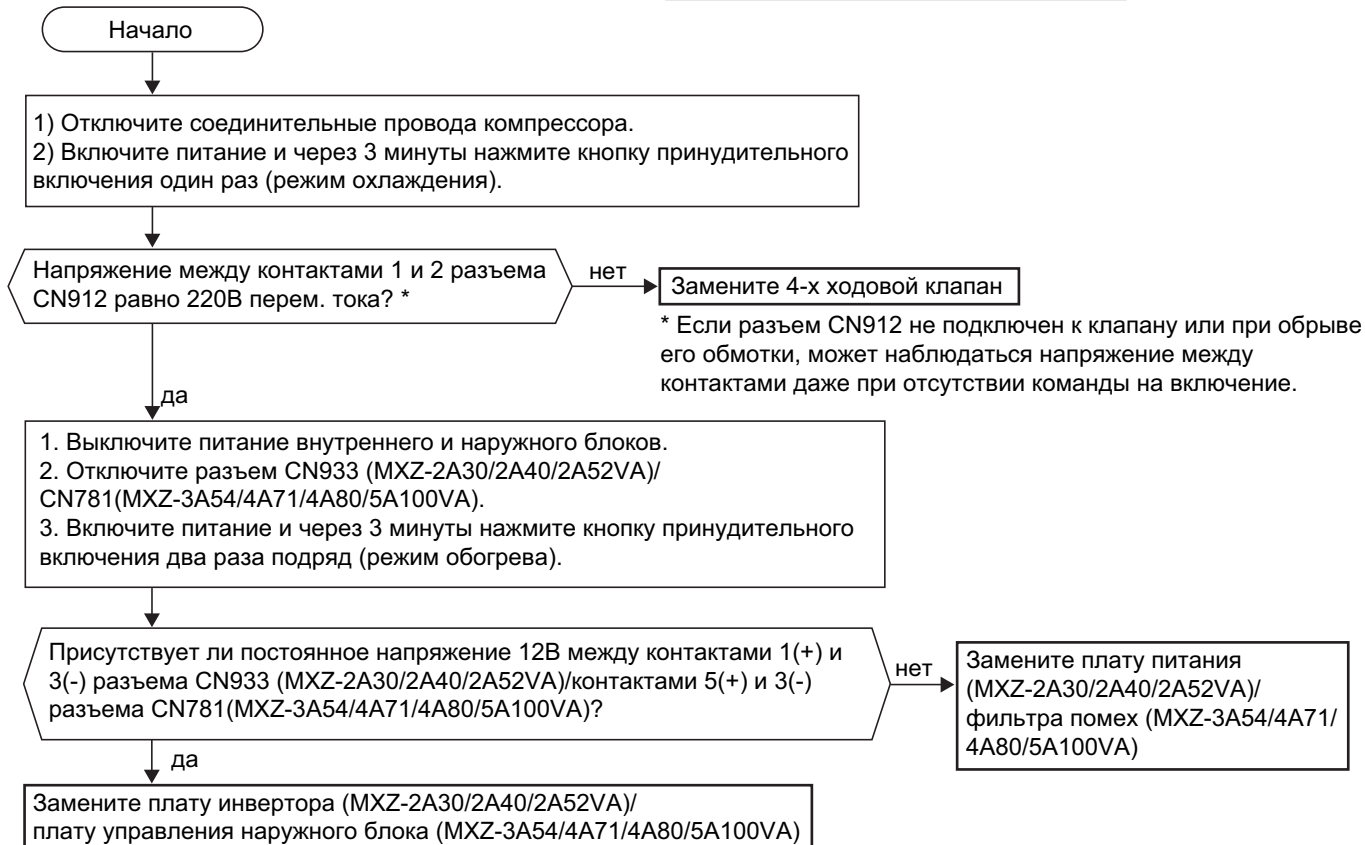 Начало
1) Отключите соединительные провода компрессора.
2) Включите питание и через 3 минуты нажмите кнопку принудительного
включения один раз (режим охлаждения).
Напряжение между контактами 1 и 2 разъема
CN912 равно 220В перем. тока? *
нет
Замените 4-х ходовой клапан
* Если разъем CN912 не подключен к клапану или при обрыве
его обмотки, может наблюдаться напряжение между
контактами даже при отсутствии команды на включение.
да
1. Выключите питание внутреннего и наружного блоков.
2. Отключите разъем CN933 (MXZ-2A30/2A40/2A52VA)/
CN781(MXZ-3A54/4A71/4A80/5A100VA).
3. Включите питание и через 3 минуты нажмите кнопку принудительного
включения два раза подряд (режим обогрева).
Присутствует ли постоянное напряжение 12В между контактами 1(+) и
3(-) разъема CN933 (MXZ-2A30/2A40/2A52VA)/контактами 5(+) и 3(-)
разъема CN781(MXZ-3A54/4A71/4A80/5A100VA)?
нет
Замените плату питания
(MXZ-2A30/2A40/2A52VA)/
фильтра помех (MXZ-3A54/4A71/
4A80/5A100VA)
да
Замените плату инвертора (MXZ-2A30/2A40/2A52VA)/
плату управления наружного блока (MXZ-3A54/4A71/4A80/5A100VA)